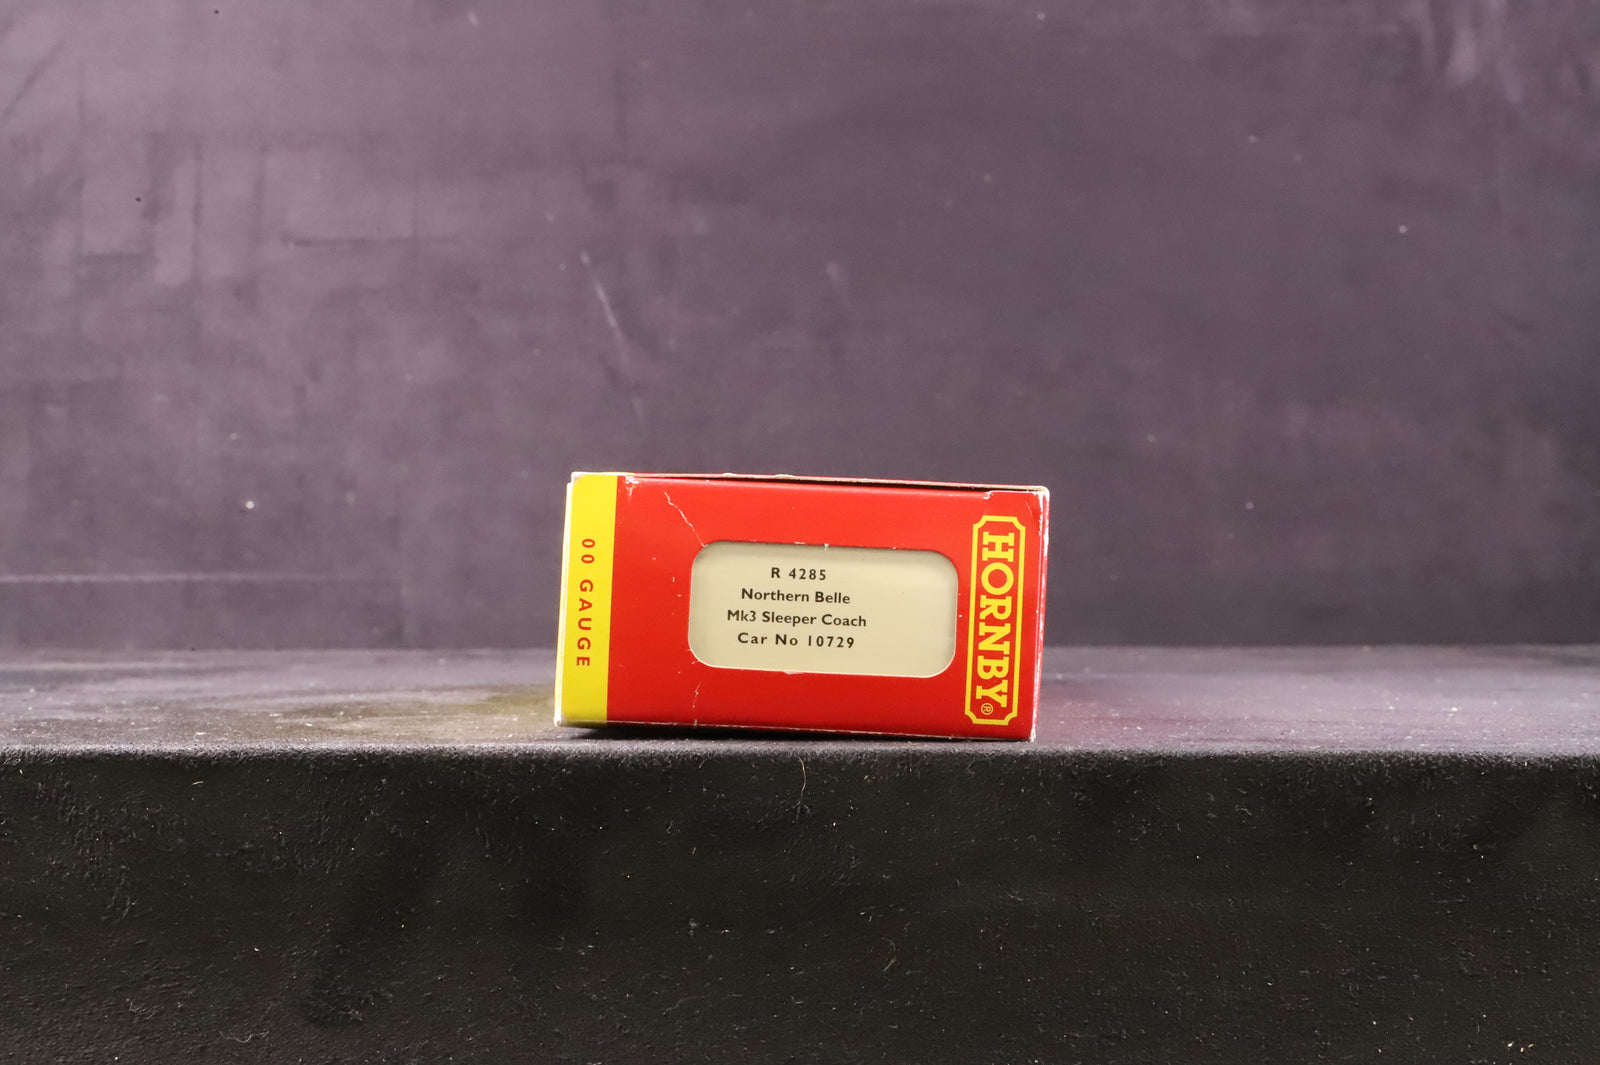 00 GAUGE
R 4285
Northern Belle
Mk3 Sleeper Coach
Car No 10729
HORNBY®